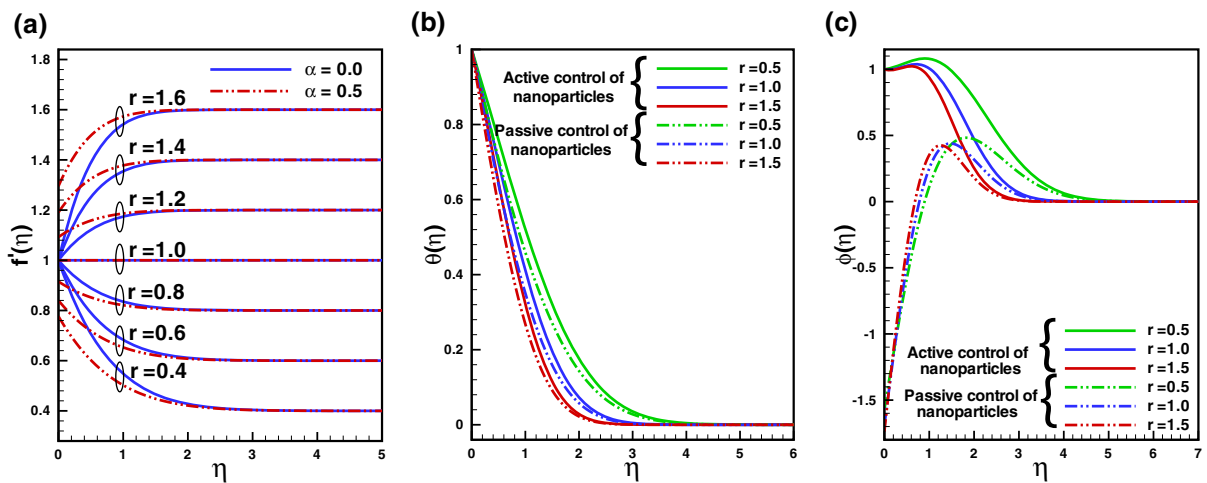 (a)
1.8
1.6
1.4
1.2
1
0.8
0.6
0.4
f'(η)
α = 0.0
α = 0.5
r=1.6
r=1.4
r=1.2
r=1.0
r=0.8
r=0.6
r=0.4
0 1 2 3 4 5
η
(b)
1
0.8
0.6
0.4
0.2
0
θ(η)
Active control of
nanoparticles
{
r=0.5
r=1.0
r=1.5
Passive control of
nanoparticles
{
r=0.5
r=1.0
r=1.5
0 1 2 3 4 5 6
η
(c)
1
0.5
0
-0.5
-1
-1.5
ϕ(η)
Active control of
nanoparticles
{
r=0.5
r=1.0
r=1.5
Passive control of
nanoparticles
{
r=0.5
r=1.0
r=1.5
0 1 2 3 4 5 6 7
η